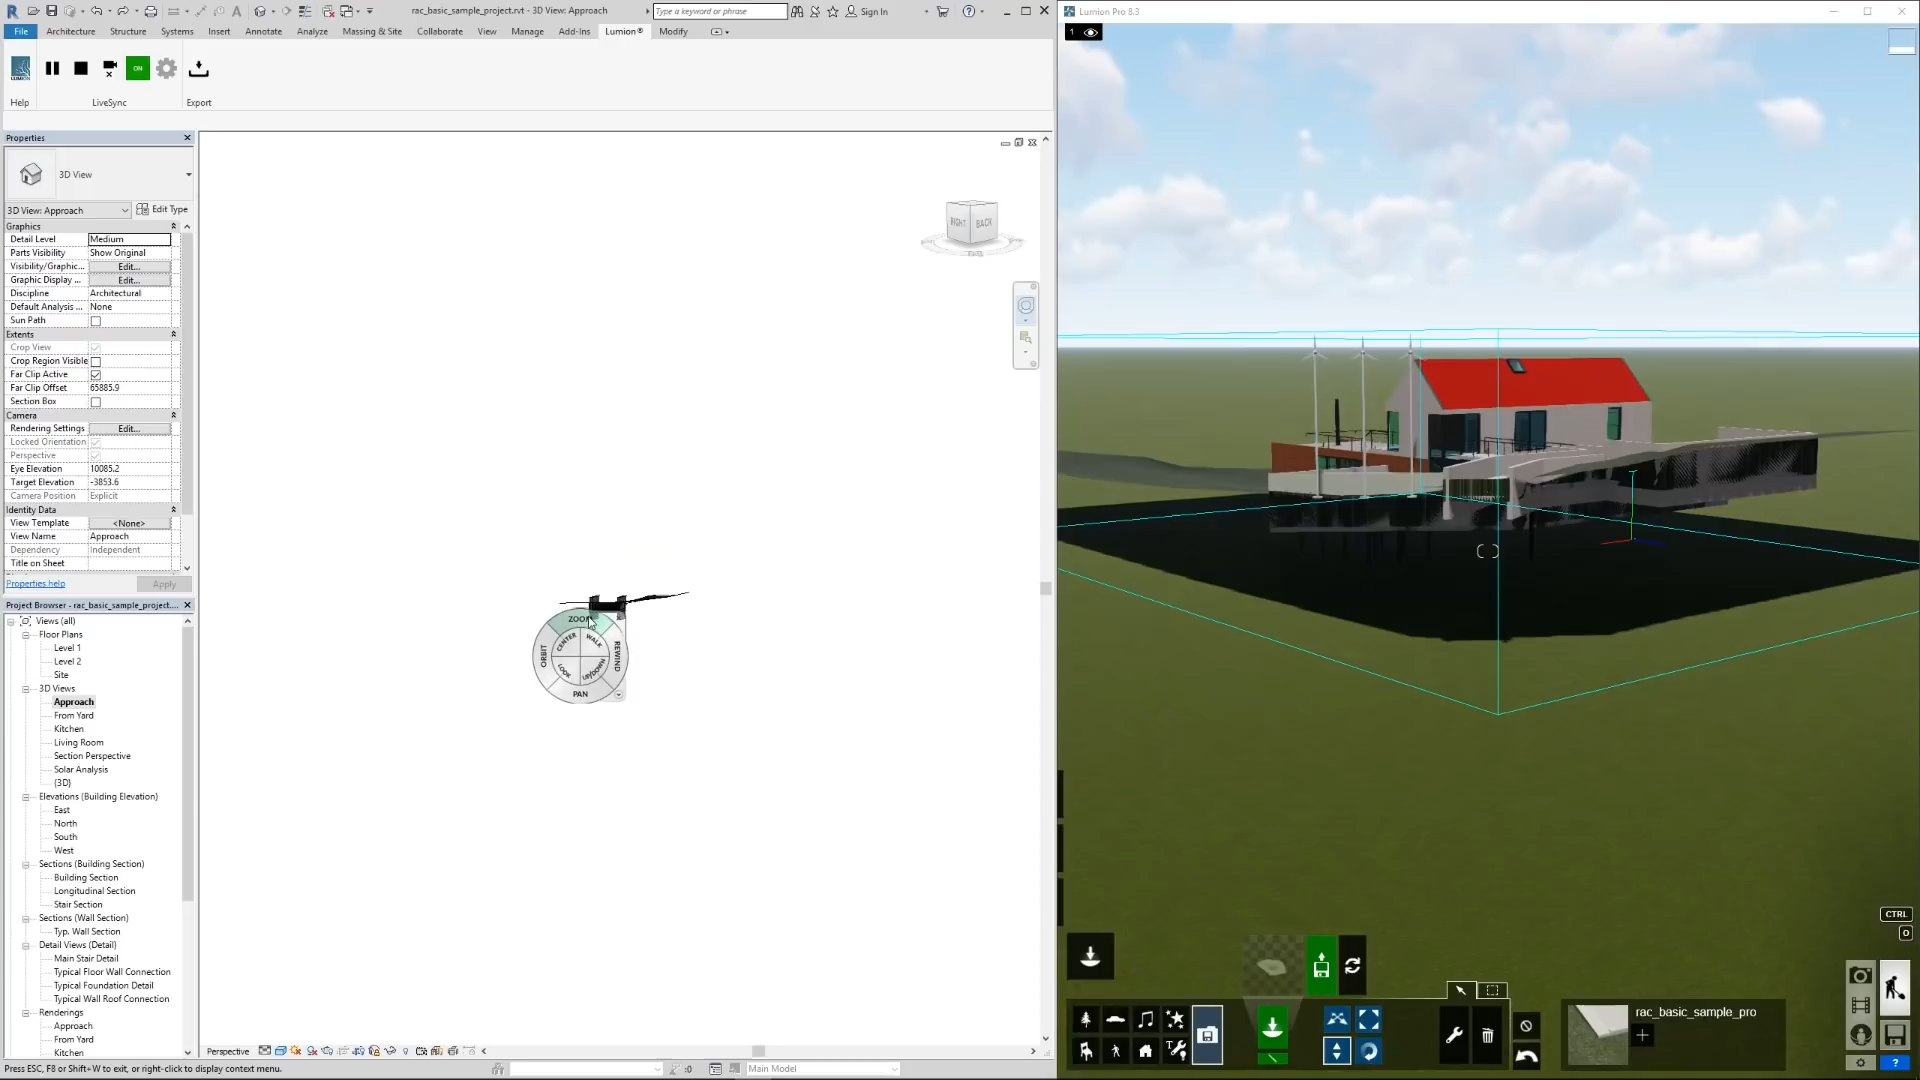 rac_basic_sample_project.rvt - 3D View: Approach
Type a keyword or phrase
Sign In
File
Architecture
Structure
Systems
Insert
Annotate
Analyze
Massing & Site
Collaborate
View
Manage
Add-Ins
Lumion®
Modify
LUMION
ON
Help
LiveSync
Export
Properties
3D View
3D View: Approach
Edit Type
Graphics
Detail Level Medium
Parts Visibility Show Original
Visibility/Graphic... Edit...
Graphic Display ... Edit...
Discipline Architectural
Default Analysis ... None
Sun Path
Extents
Crop View
Crop Region Visible
Far Clip Active
Far Clip Offset 65885.9
Section Box
Camera
Rendering Settings Edit...
Locked Orientation
Perspective
Eye Elevation 10085.2
Target Elevation -3853.6
Camera Position Explicit
Identity Data
View Template <None>
View Name Approach
Dependency Independent
Title on Sheet
Properties help
Apply
Project Browser - rac_basic_sample_project....
Views (all)
Floor Plans
Level 1
Level 2
Site
3D Views
Approach
From Yard
Kitchen
Living Room
Section Perspective
Solar Analysis
{3D}
Elevations (Building Elevation)
East
North
South
West
Sections (Building Section)
Building Section
Longitudinal Section
Stair Section
Sections (Wall Section)
Typ. Wall Section
Detail Views (Detail)
Main Stair Detail
Typical Floor Wall Connection
Typical Foundation Detail
Typical Wall Roof Connection
Renderings
Approach
From Yard
Kitchen
RIGHT
BACK
ZOOM
CENTER
WALK
ORBIT
REWIND
LOOK
UP/DOWN
PAN
Perspective
Press ESC, F8 or Shift+W to exit, or right-click to display context menu.
:0
Main Model
Lumion Pro 8.3
1
CTRL
O
rac_basic_sample_pro
?